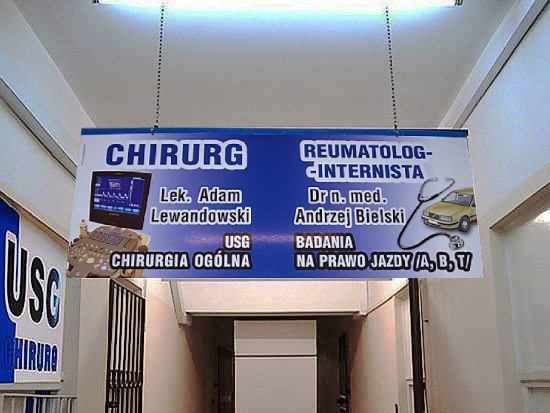 CHIRURG
Lek. Adam
Lewandowski
USG
CHIRURGIA OGÓLNA
REUMATOLOG-
-INTERNISTA
Dr n. med.
Andrzej Bielski
BADANIA
NA PRAWO JAZDY /A, B, T/
USG
CHIRURG